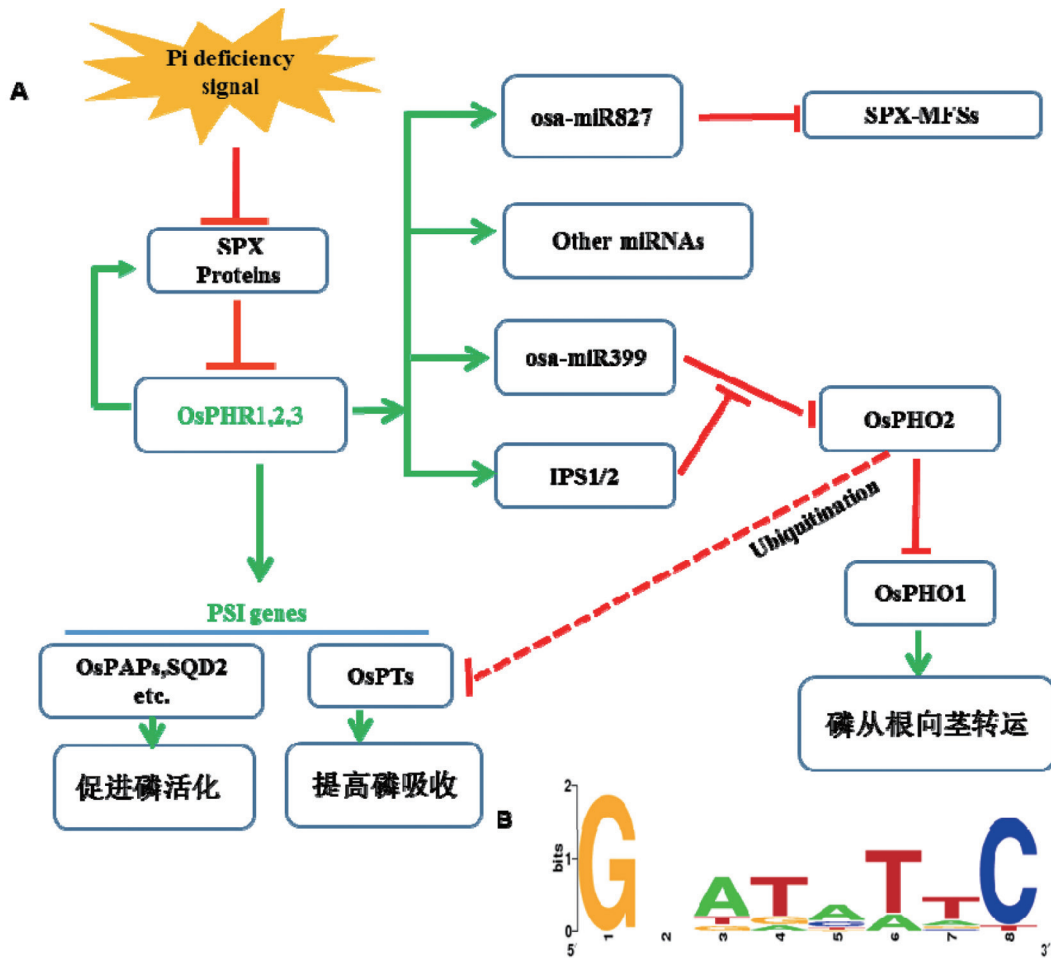 A
Pi deficiency
signal
SPX
Proteins
OsPHR1,2,3
osa-miR827
SPX-MFSs
Other miRNAs
osa-miR399
IPS1/2
OsPHO2
Ubiquitination
OsPHO1
磷从根向茎转运
PSI genes
OsPAPs,SQD2
etc.
OsPTs
促进磷活化
提高磷吸收
B
bits
2
1
0
G ATATTC
5′ 1 2 3 4 5 6 7 8 3′